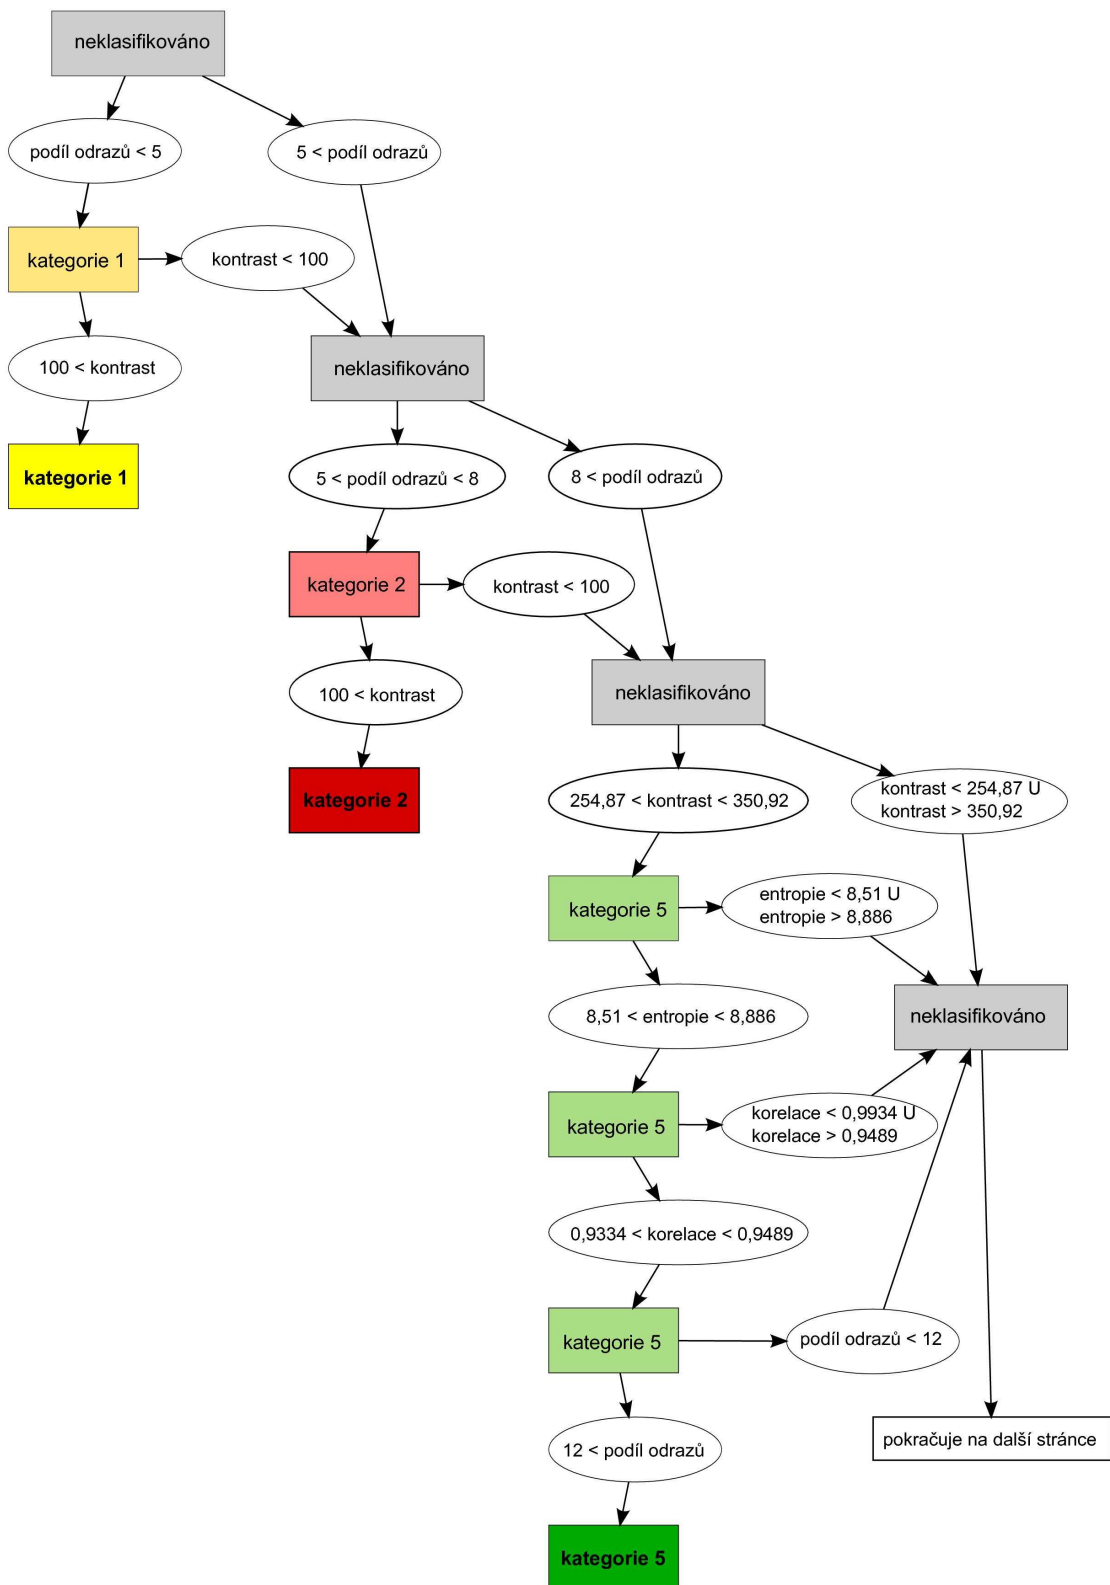 neklasifikováno
podíl odrazů < 5
5 < podíl odrazů
kategorie 1
kontrast < 100
100 < kontrast
neklasifikováno
kategorie 1
5 < podíl odrazů < 8
8 < podíl odrazů
kategorie 2
kontrast < 100
100 < kontrast
neklasifikováno
kategorie 2
254,87 < kontrast < 350,92
kontrast < 254,87 U
kontrast > 350,92
kategorie 5
entropie < 8,51 U
entropie > 8,886
8,51 < entropie < 8,886
neklasifikováno
kategorie 5
korelace < 0,9934 U
korelace > 0,9489
0,9334 < korelace < 0,9489
kategorie 5
podíl odrazů < 12
12 < podíl odrazů
pokračuje na další stránce
kategorie 5